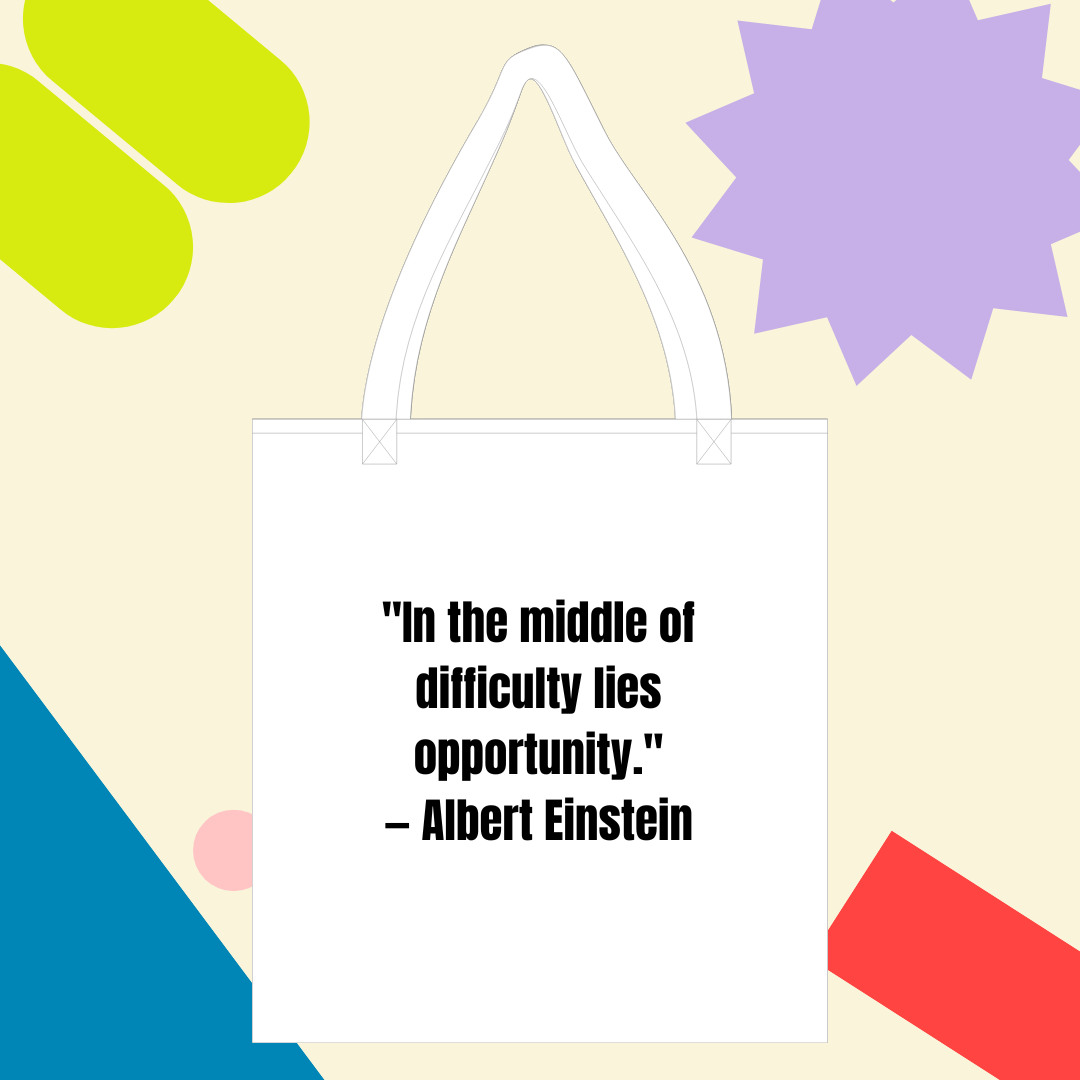 "In the middle of
difficulty lies
opportunity."
– Albert Einstein